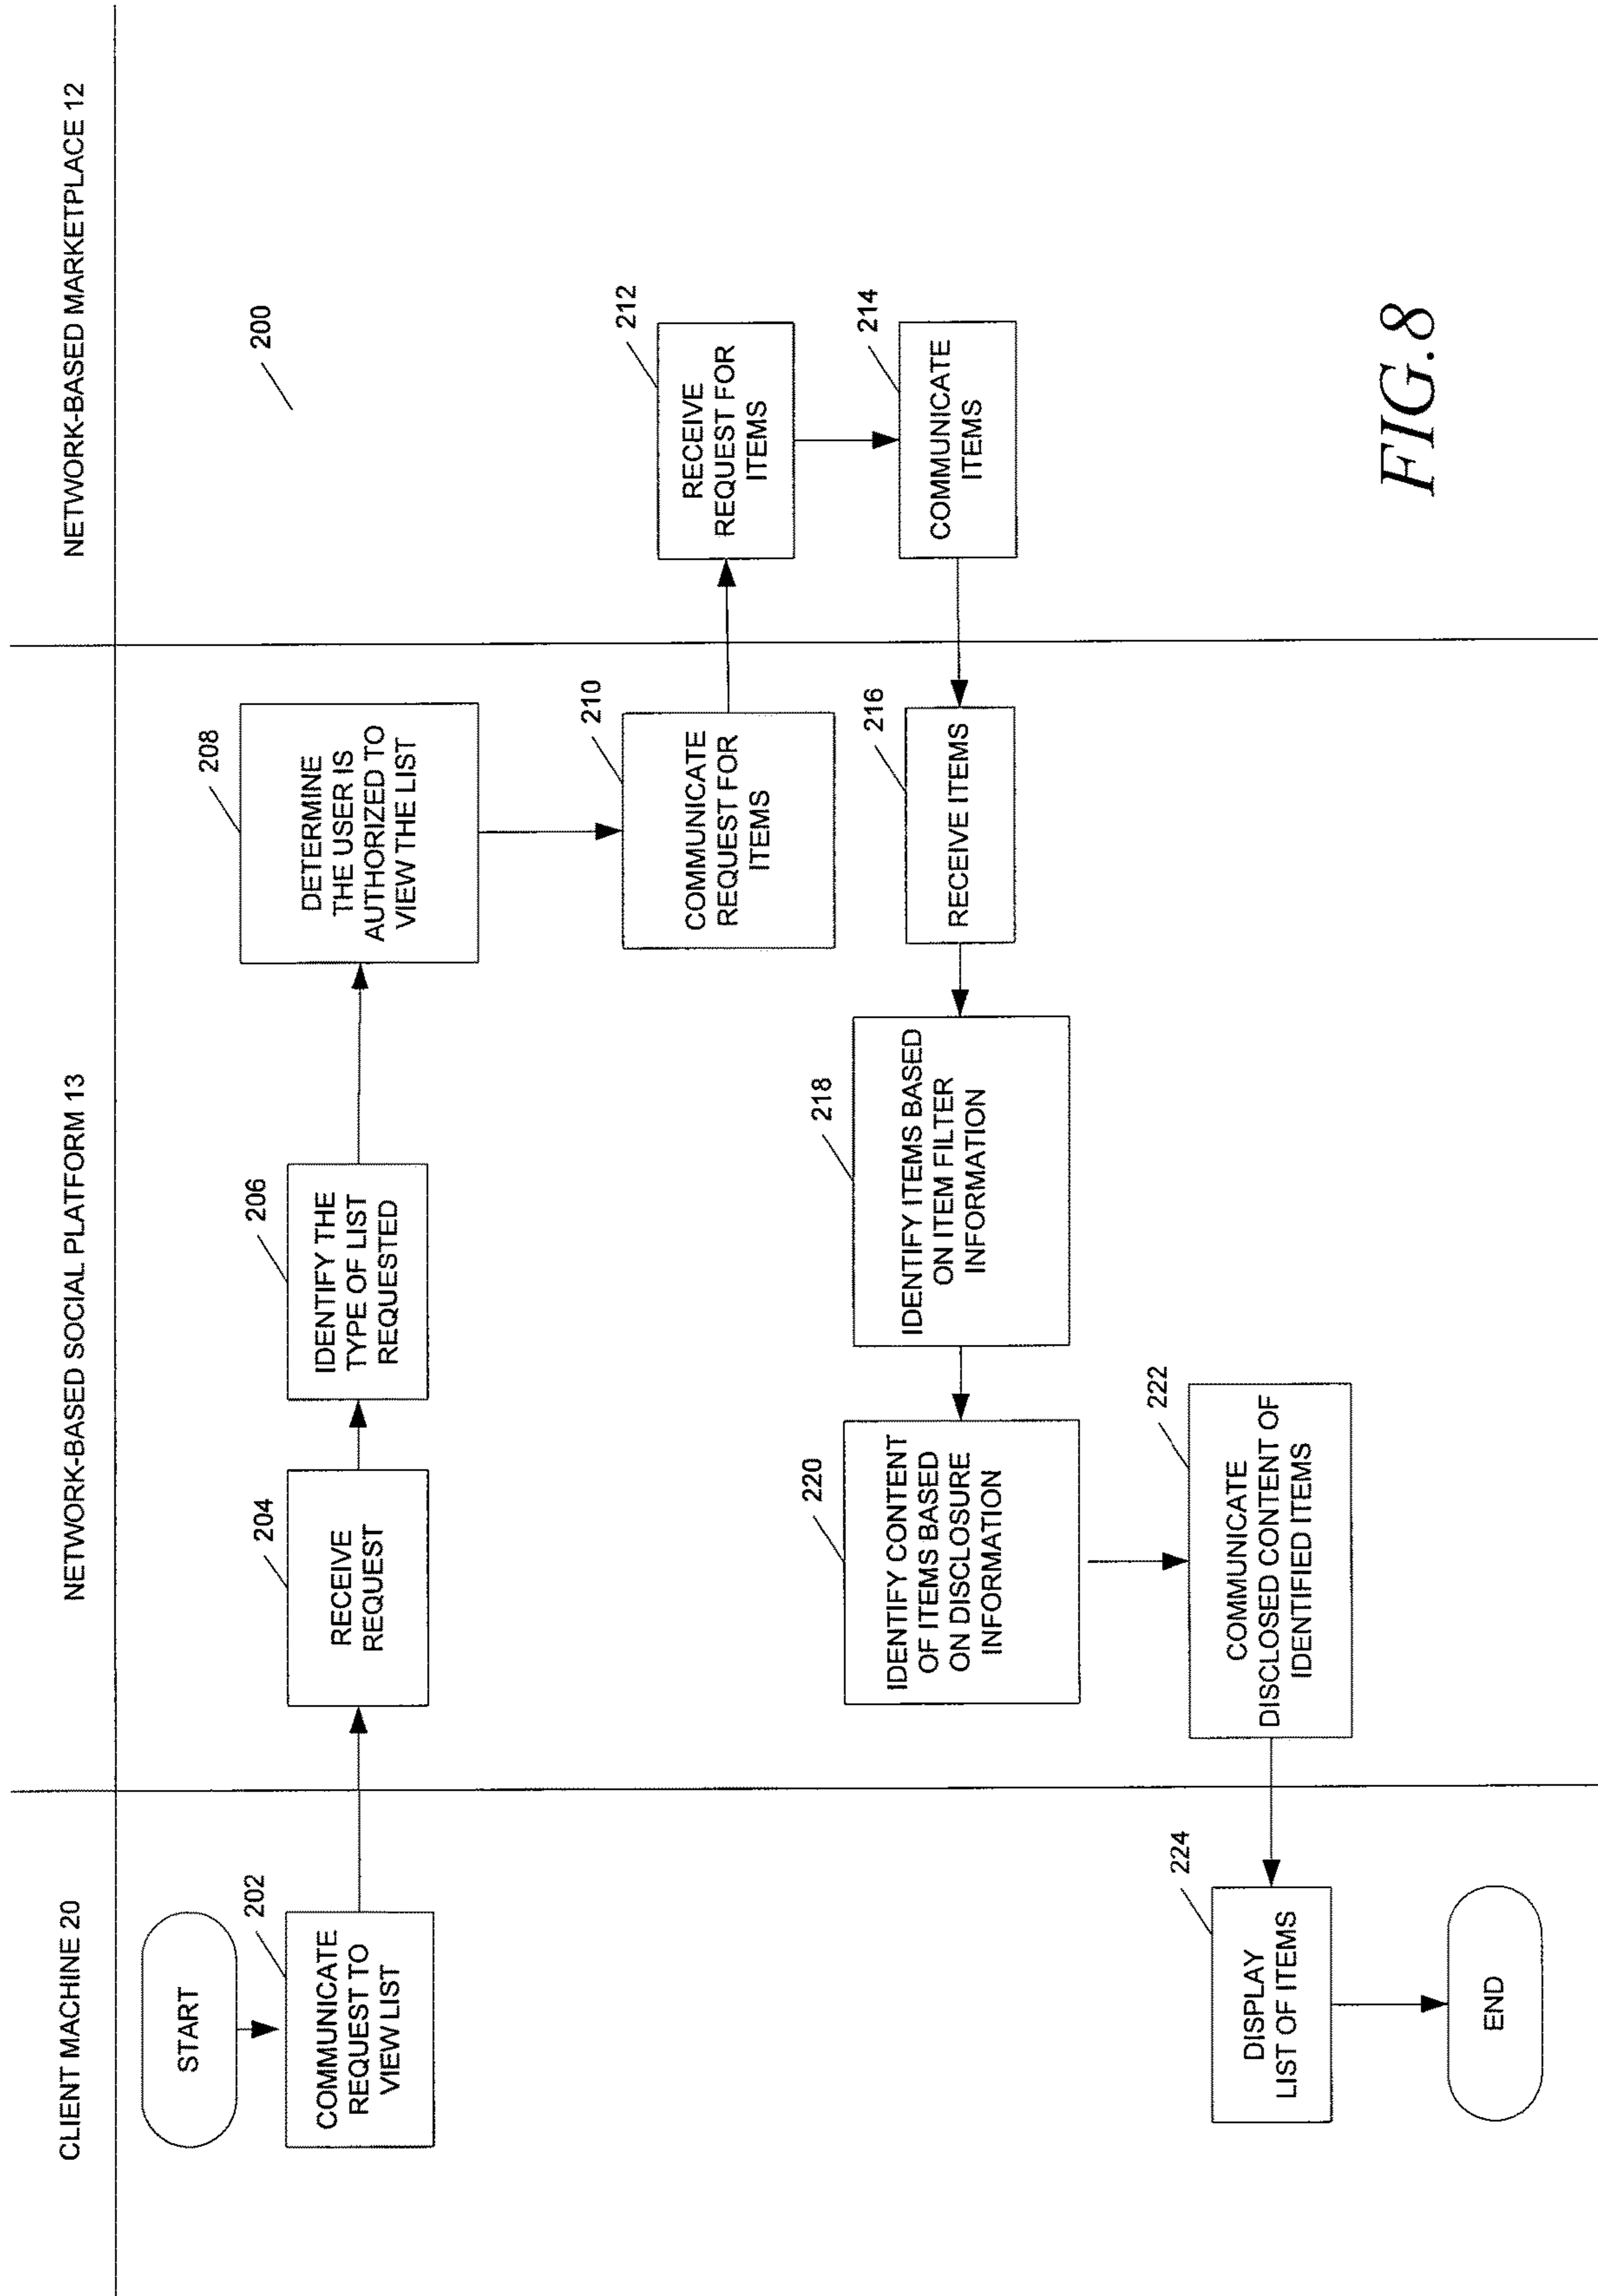 CLIENT MACHINE 20
NETWORK-BASED SOCIAL PLATFORM 13
NETWORK-BASED MARKETPLACE 12
START
200
202
COMMUNICATE
REQUEST TO
VIEW LIST
204
RECEIVE
REQUEST
206
IDENTIFY THE
TYPE OF LIST
REQUESTED
208
DETERMINE
THE USER IS
AUTHORIZED TO
VIEW THE LIST
210
COMMUNICATE
REQUEST FOR
ITEMS
212
RECEIVE
REQUEST FOR
ITEMS
214
COMMUNICATE
ITEMS
216
RECEIVE ITEMS
218
IDENTIFY ITEMS BASED
ON ITEM FILTER
INFORMATION
220
IDENTIFY CONTENT
OF ITEMS BASED
ON DISCLOSURE
INFORMATION
222
COMMUNICATE
DISCLOSED CONTENT OF
IDENTIFIED ITEMS
224
DISPLAY
LIST OF ITEMS
END
FIG.8